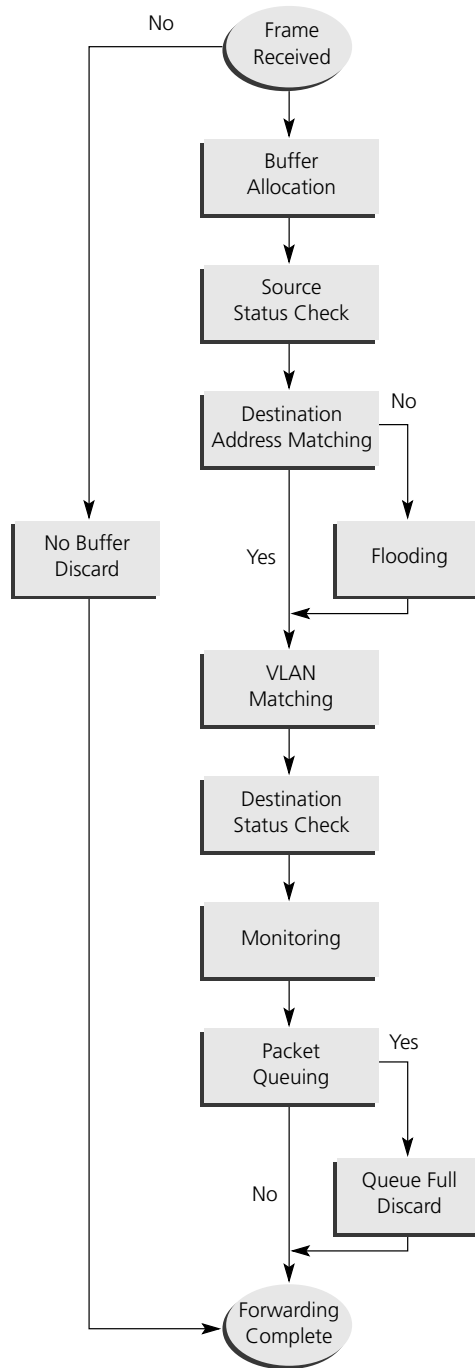 No
Frame
Received
Buffer
Allocation
Source
Status Check
Destination
Address Matching
No
No Buffer
Discard
Yes
Flooding
VLAN
Matching
Destination
Status Check
Monitoring
Packet
Queuing
Yes
No
Queue Full
Discard
Forwarding
Complete